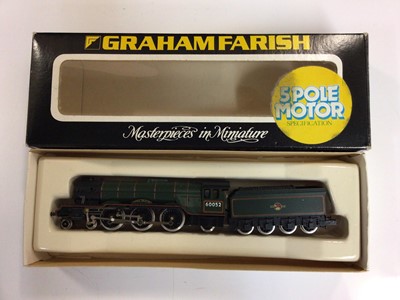 GRAHAM FARISH
5 POLE
MOTOR
SPECIFICATION
Masterpieces in Miniature
60052